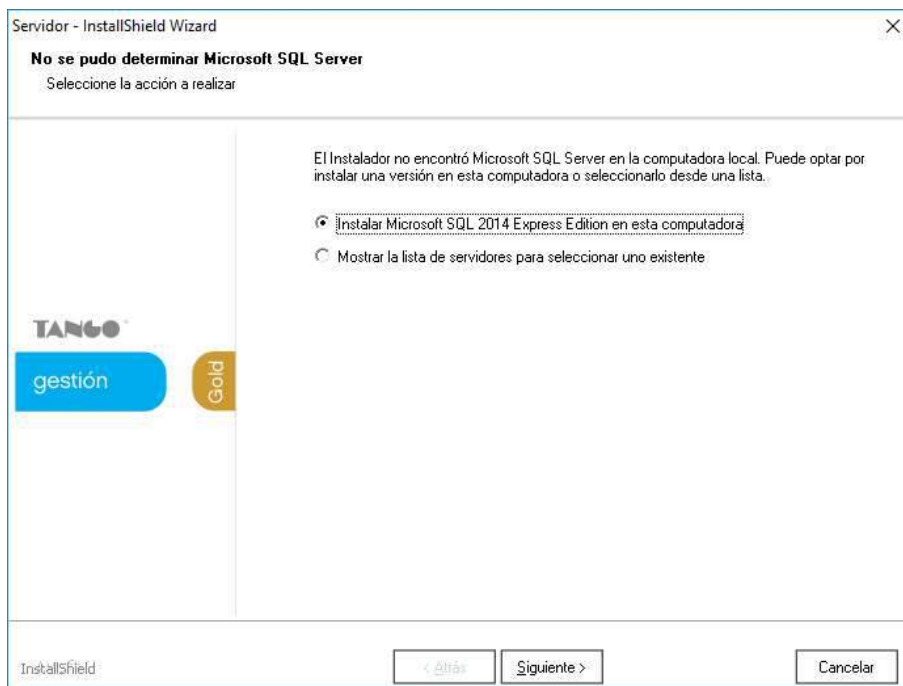 Servidor - InstallShield Wizard
No se pudo determinar Microsoft SQL Server
Seleccione la acción a realizar
El Instalador no encontró Microsoft SQL Server en la computadora local. Puede optar por
instalar una versión en esta computadora o seleccionarlo desde una lista.
Instalar Microsoft SQL 2014 Express Edition en esta computadora
Mostrar la lista de servidores para seleccionar uno existente
TANGO
gestión
Gold
InstallShield
< Atrás
Siguiente >
Cancelar